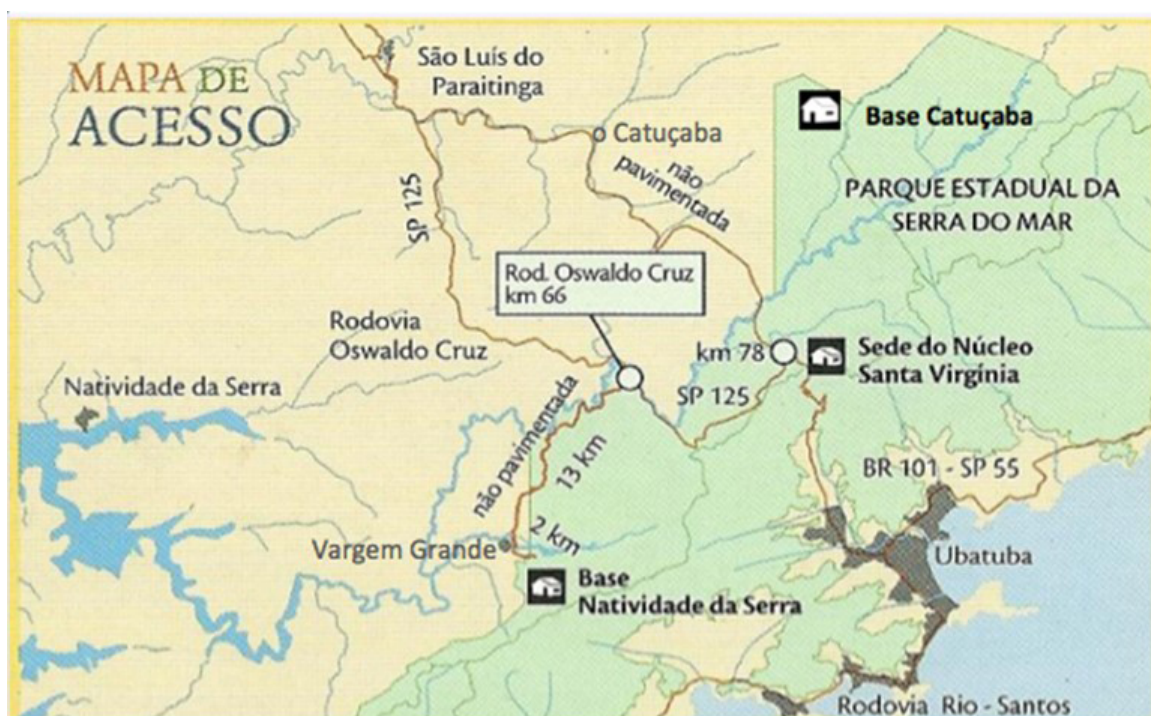 MAPA DE
ACESSO
São Luís do
Paraitinga
o Catuçaba
não
pavimentada
Base Catuçaba
PARQUE ESTADUAL DA
SERRA DO MAR
SP 125
Rod. Oswaldo Cruz
km 66
Rodovia
Oswaldo Cruz
km 78
Sede do Núcleo
Santa Virgínia
SP 125
Natividade da Serra
não pavimentada
13 km
BR 101 - SP 55
2 km
Vargem Grande
Ubatuba
Base
Natividade da Serra
Rodovia Rio - Santos